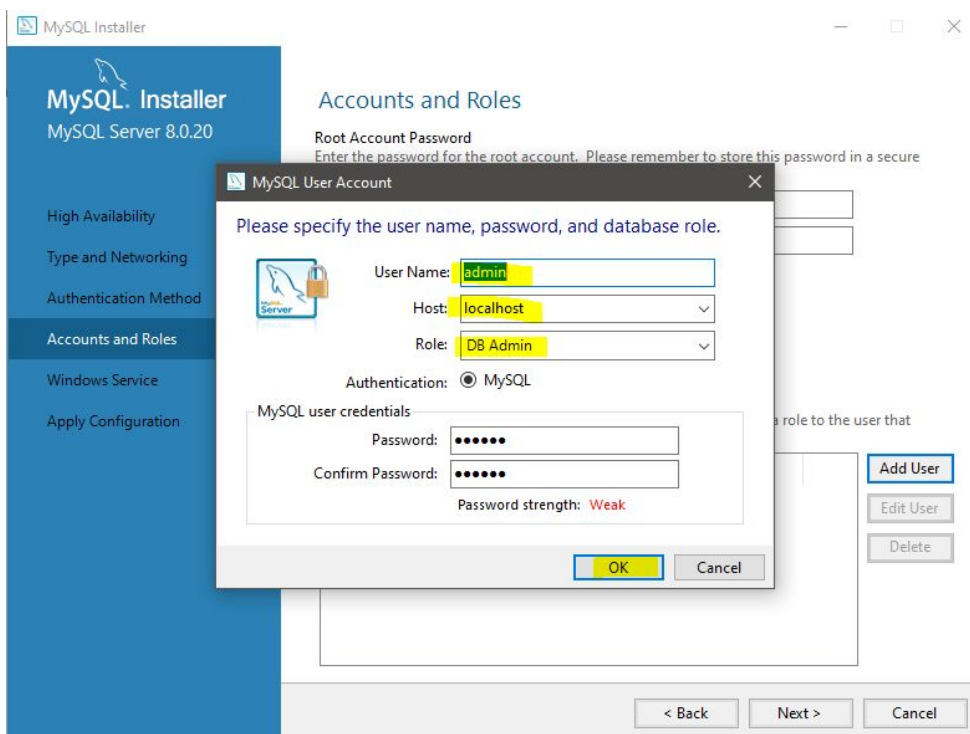 MySQL Installer
MySQL. Installer
MySQL Server 8.0.20
High Availability
Type and Networking
Authentication Method
Accounts and Roles
Windows Service
Apply Configuration
Accounts and Roles
Root Account Password
Enter the password for the root account. Please remember to store this password in a secure
MySQL User Account
Please specify the user name, password, and database role.
Server
User Name: admin
Host: localhost
Role: DB Admin
Authentication: MySQL
MySQL user credentials
Password: ●●●●●●
Confirm Password: ●●●●●●
Password strength: Weak
OK Cancel
a role to the user that
Add User
Edit User
Delete
< Back Next > Cancel